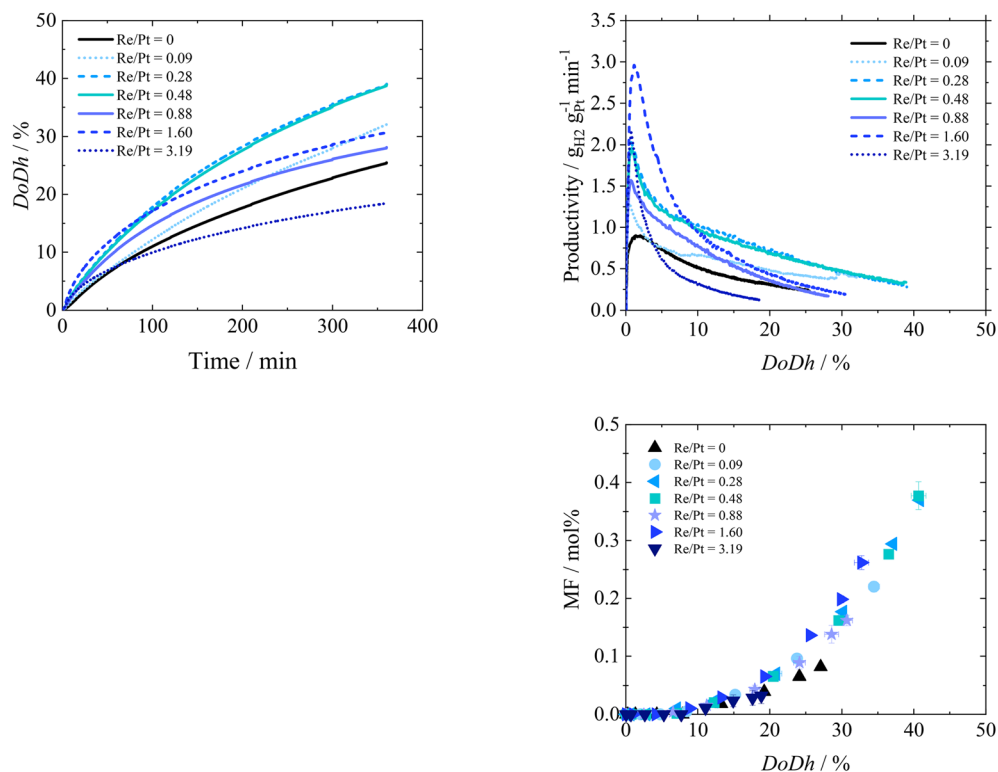 50
40
30
20
10
0
DoDh / %
Re/Pt = 0
Re/Pt = 0.09
Re/Pt = 0.28
Re/Pt = 0.48
Re/Pt = 0.88
Re/Pt = 1.60
Re/Pt = 3.19
0 100 200 300 400
Time / min
3.5
3.0
2.5
2.0
1.5
1.0
0.5
0.0
Productivity / g_H2 g_Pt^-1 min^-1
Re/Pt = 0
Re/Pt = 0.09
Re/Pt = 0.28
Re/Pt = 0.48
Re/Pt = 0.88
Re/Pt = 1.60
Re/Pt = 3.19
0 10 20 30 40 50
DoDh / %
0.5
0.4
0.3
0.2
0.1
0.0
MF / mol%
Re/Pt = 0
Re/Pt = 0.09
Re/Pt = 0.28
Re/Pt = 0.48
Re/Pt = 0.88
Re/Pt = 1.60
Re/Pt = 3.19
0 10 20 30 40 50
DoDh / %